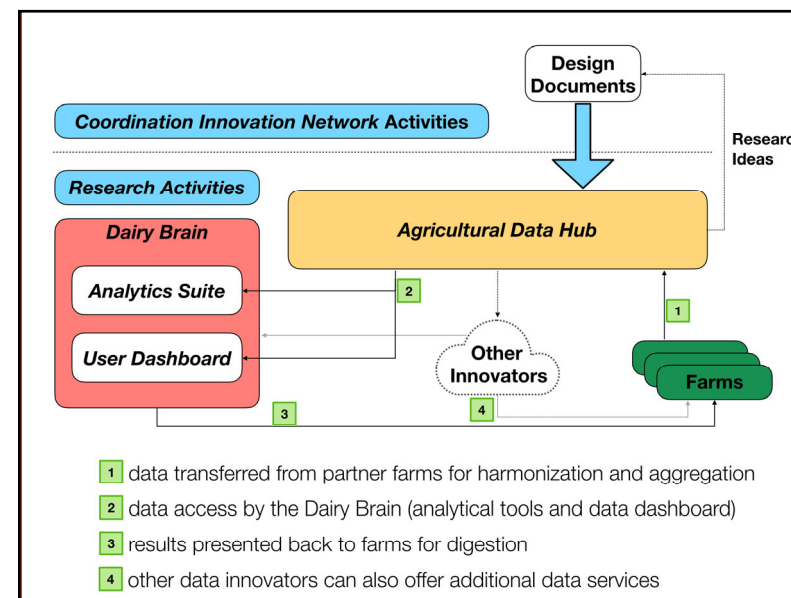 Design
Documents
Coordination Innovation Network Activities
Ideas
Research Activities
Dairy Brain
Agricultural Data Hub
Analytics Suite
2
1
User Dashboard
Other
Innovators
Farms
3
4
1 data transferred from partner farms for harmonization and aggregation
2 data access by the Dairy Brain (analytical tools and data dashboard)
3 results presented back to farms for digestion
4 other data innovators can also offer additional data services